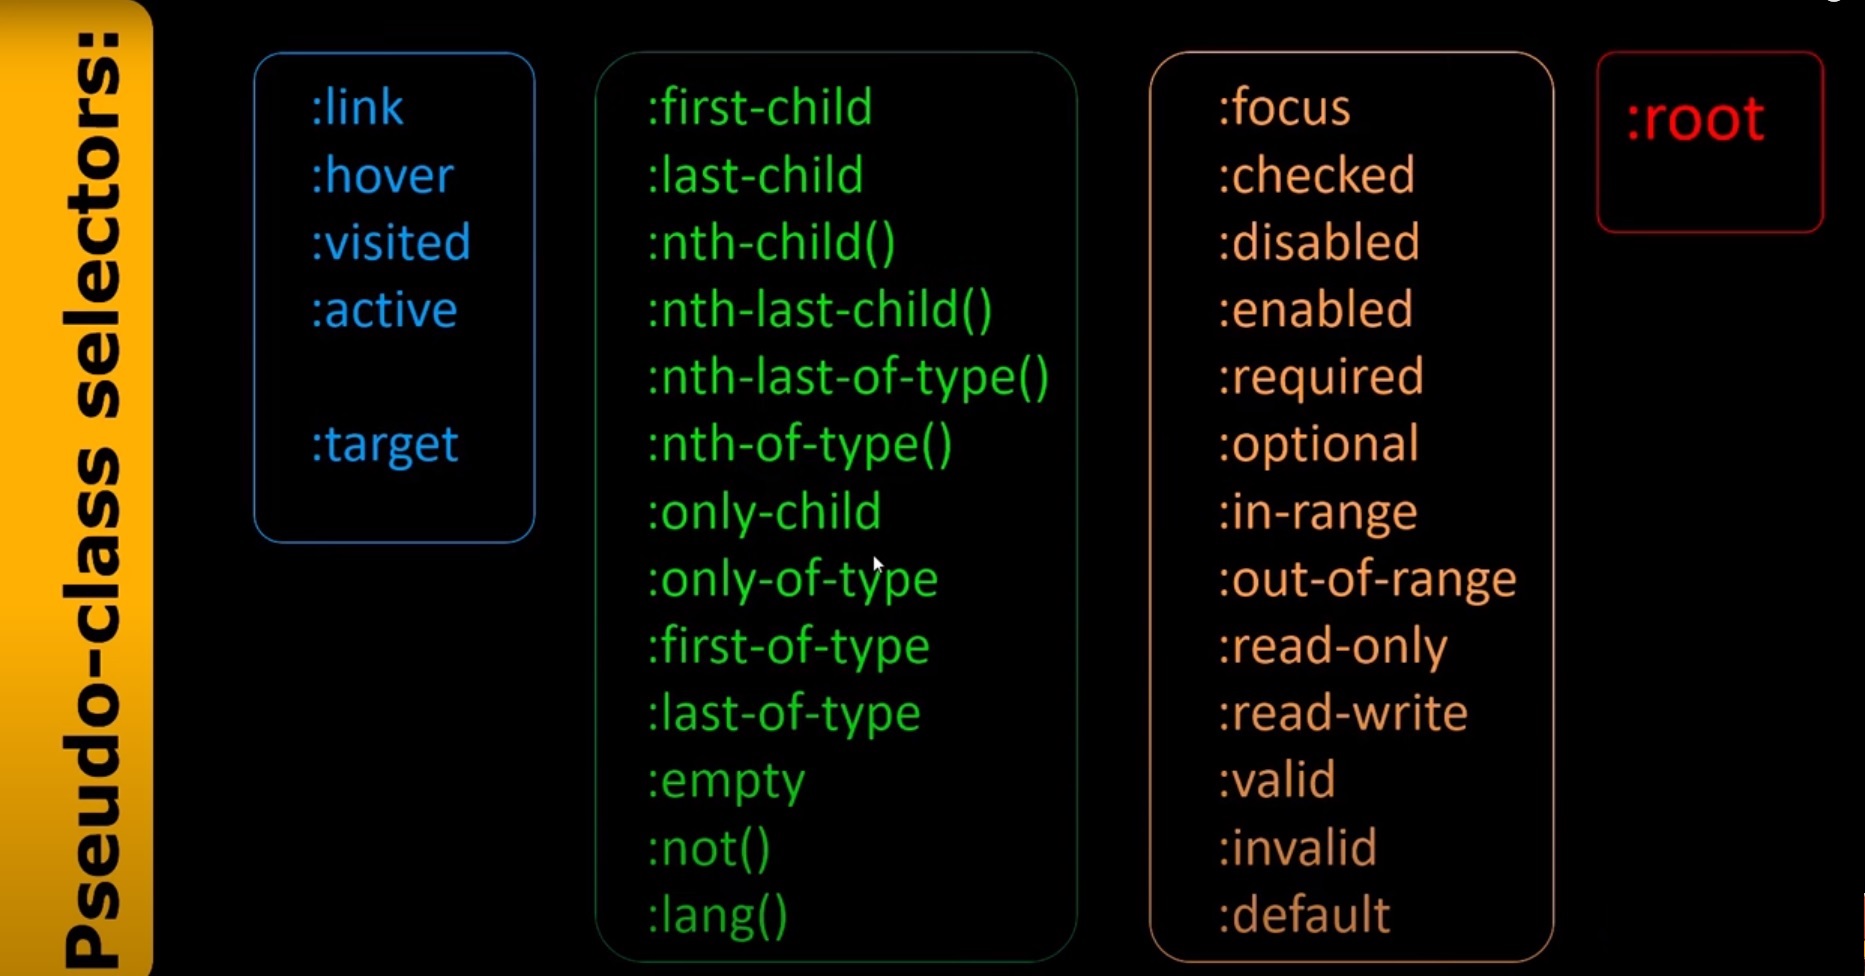 Pseudo-class selectors:
:link
:hover
:visited
:active
:target
:first-child
:last-child
:nth-child()
:nth-last-child()
:nth-last-of-type()
:nth-of-type()
:only-child
:only-of-type
:first-of-type
:last-of-type
:empty
:not()
:lang()
:focus
:checked
:disabled
:enabled
:required
:optional
:in-range
:out-of-range
:read-only
:read-write
:valid
:invalid
:default
:root